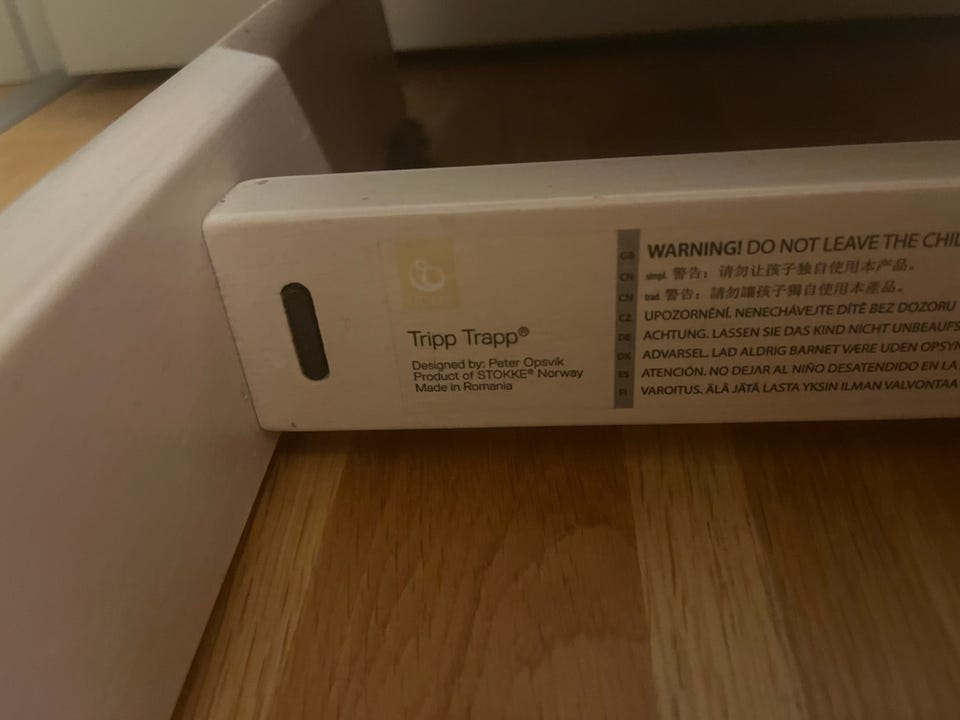 Tripp Trapp®
Designed by: Peter Opsvik
Product of STOKKE® Norway
Made in Romania
GB WARNING! DO NOT LEAVE THE
CN simpl. 警告：请勿让孩子独自使用本产品。
CN trad. 警告：請勿讓孩子獨自使用本產品。
CZ UPOZORNĚNÍ. NENECHÁVEJTE DÍTĚ BEZ DOZORU
DE ACHTUNG. LASSEN SIE DAS KIND NICHT UNBEAUFS
DK ADVARSEL. LAD ALDRIG BARNET VÆRE UDEN OPSYN
ES ATENCIÓN. NO DEJAR AL NIÑO DESATENDIDO EN LA
FI VAROITUS. ÄLÄ JÄTÄ LASTA YKSIN ILMAN VALVONTAA